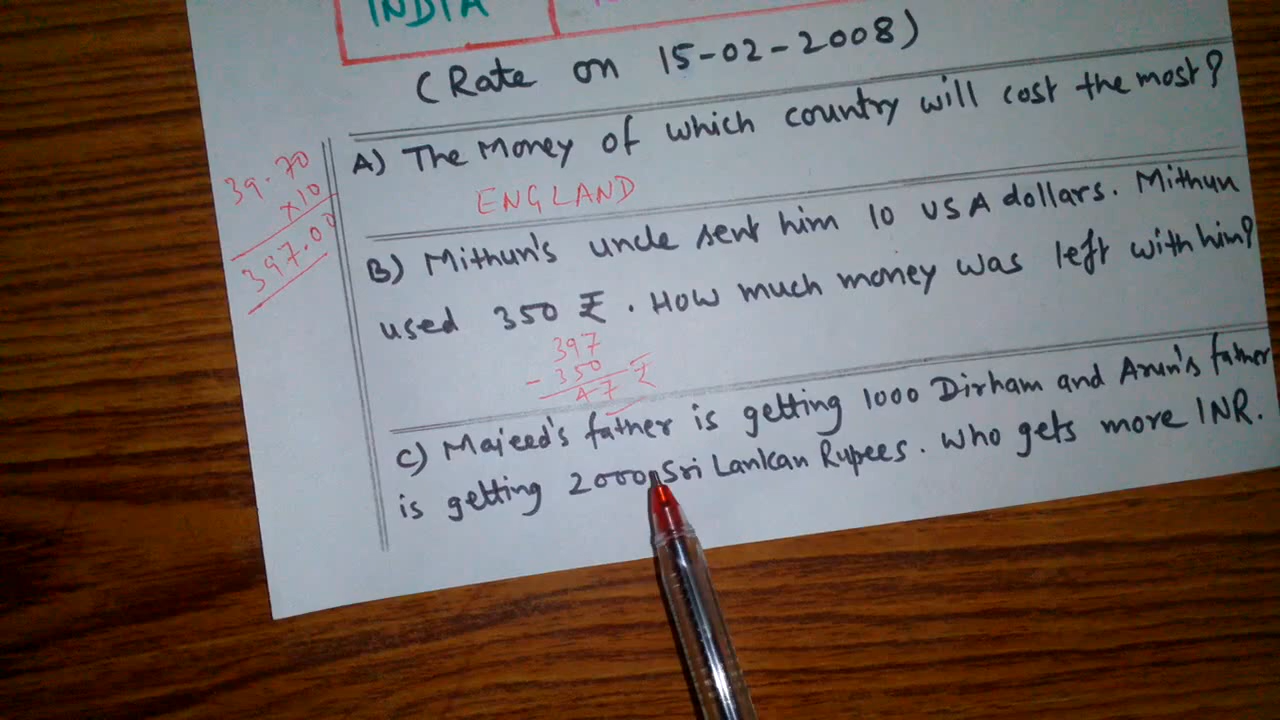 INDIA
(Rate on 15-02-2008)
A) The Money of which country will cost the most?
ENGLAND
39.70
×10
397.00
B) Mithun's uncle sent him 10 USA dollars. Mithun
used 350 ₹. How much money was left with him?
397
- 350
47 ₹
C) Majeed's father is getting 1000 Dirham and Arun's father
is getting 2000 Sri Lankan Rupees. Who gets more INR.